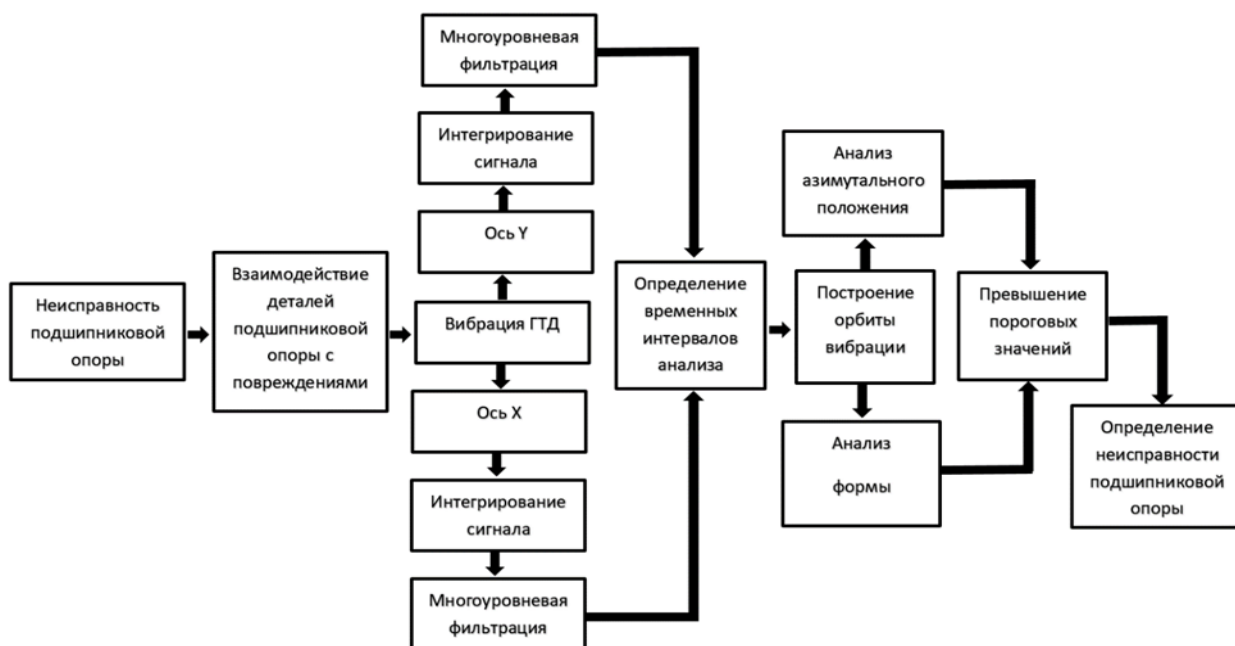 Неисправность
подшипниковой
опоры
Взаимодействие
деталей
подшипниковой
опоры с
повреждениями
Многоуровневая
фильтрация
Интегрирование
сигнала
Ось Y
Вибрация ГТД
Ось X
Интегрирование
сигнала
Многоуровневая
фильтрация
Определение
временных
интервалов
анализа
Анализ
азимутального
положения
Построение
орбиты
вибрации
Анализ
формы
Превышение
пороговых
значений
Определение
неисправности
подшипниковой
опоры